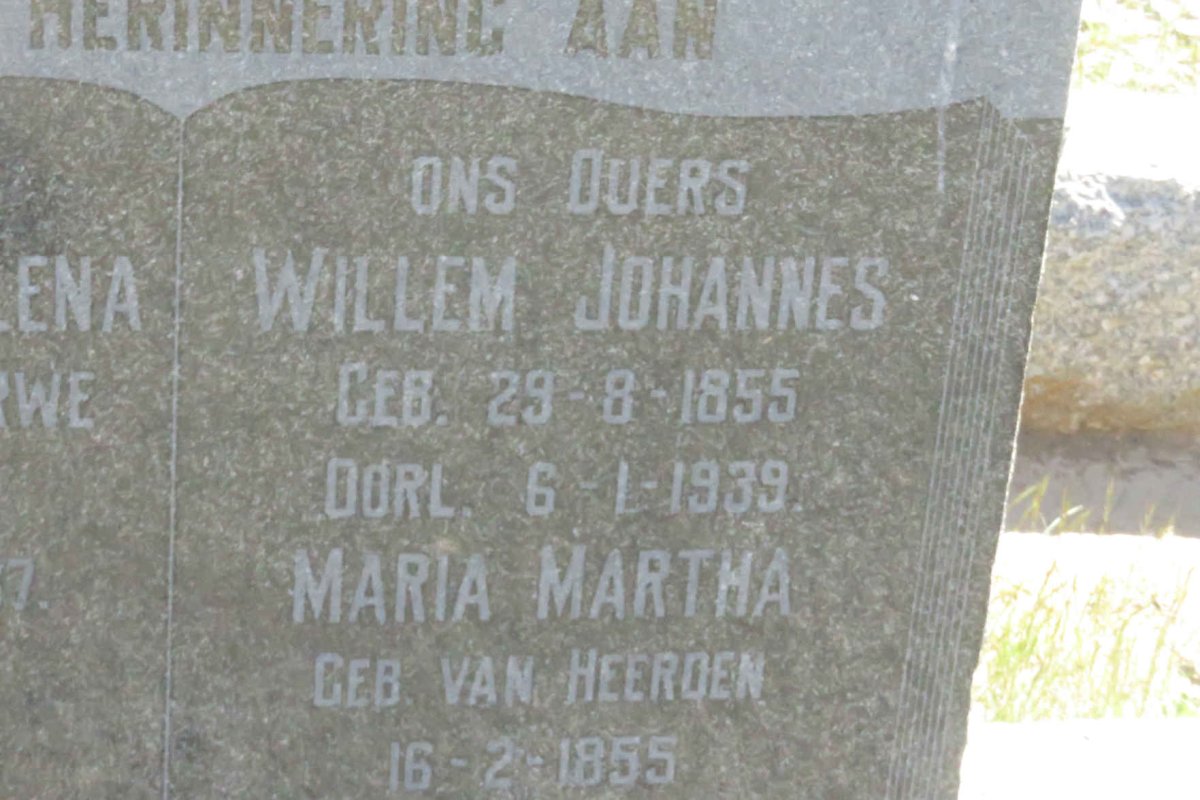 HERINNERING AAN
LENA
RWE
7.
ONS OUERS
WILLEM JOHANNES
GEB. 29-8-1855
OORL. 6-1-1939.
MARIA MARTHA
GEB VAN HEERDEN
16-2-1855